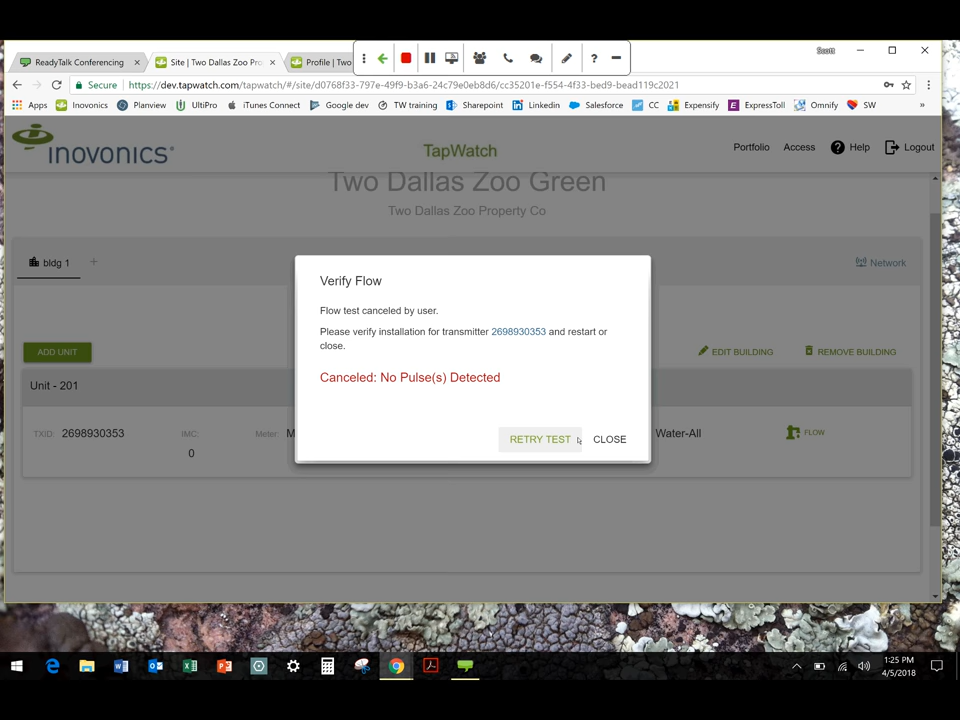 Scott
ReadyTalk Conferencing
Site | Two Dallas Zoo Pro
Profile | Two
Secure
https://dev.tapwatch.com/tapwatch/#/site/d0768f33-797e-49f9-b3a6-24c79e0eb8d6/cc35201e-f554-4f33-bed9-bead119c2021
Apps Inovonics Planview UltiPro iTunes Connect Google dev TW training Sharepoint Linkedin Salesforce CC Expensify ExpressToll Omnify SW »
inovonics
TapWatch
Portfolio Access ? Help Logout
Two Dallas Zoo Green
Two Dallas Zoo Property Co
bldg 1 +
Network
Verify Flow
Flow test canceled by user.
Please verify installation for transmitter 2698930353 and restart or
close.
Canceled: No Pulse(s) Detected
RETRY TEST CLOSE
ADD UNIT
EDIT BUILDING REMOVE BUILDING
Unit - 201
TXID: 2698930353 IMC: Meter: M Water-All FLOW
0
1:25 PM
4/5/2018